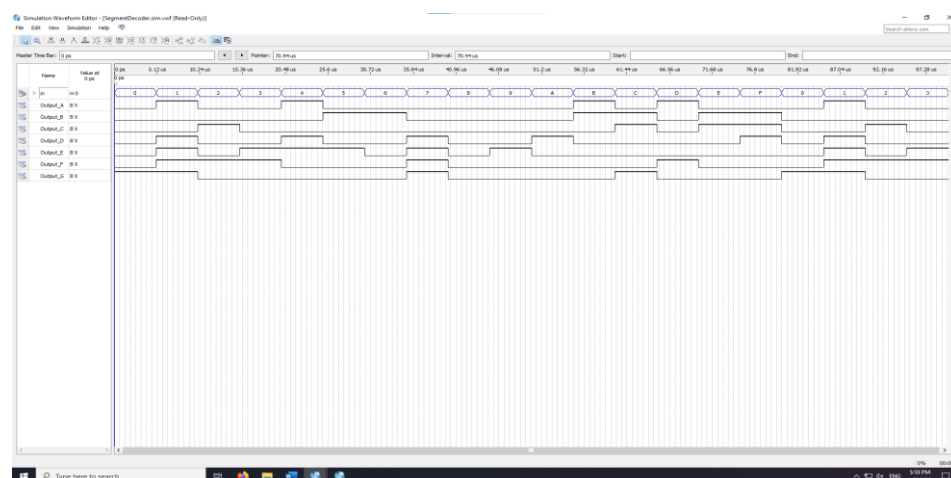 Simulation Waveform Editor - [SegmentDecoder.sim.vwf (Read-Only)]
File Edit View Simulation Help
Search altera.com
Master Time Bar: 0 ps Pointer: 70.94 us Interval: 70.94 us Start: End:
Name Value at 0 ps
0 ps 5.12 us 10.24 us 15.36 us 20.48 us 25.6 us 30.72 us 35.84 us 40.96 us 46.08 us 51.2 us 56.32 us 61.44 us 66.56 us 71.68 us 76.8 us 81.92 us 87.04 us 92.16 us 97.28 us
0 ps
> in H 0 0 1 2 3 4 5 6 7 8 9 A B C D E F 0 1 2 3
Output_A B X
Output_B B X
Output_C B X
Output_D B X
Output_E B X
Output_F B X
Output_G B X
0% 00:00
Type here to search
ENG 5:59 PM